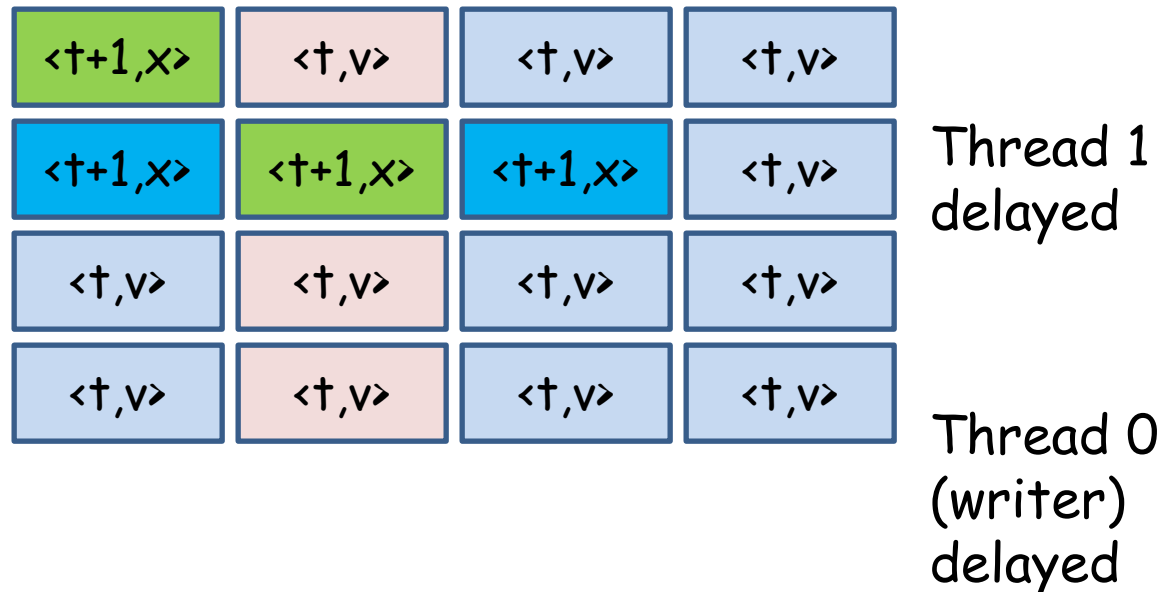 <t+1,x> <t,v> <t,v> <t,v>
<t+1,x> <t+1,x> <t+1,x> <t,v>
Thread 1
delayed
<t,v> <t,v> <t,v> <t,v>
<t,v> <t,v> <t,v> <t,v>
Thread 0
(writer)
delayed